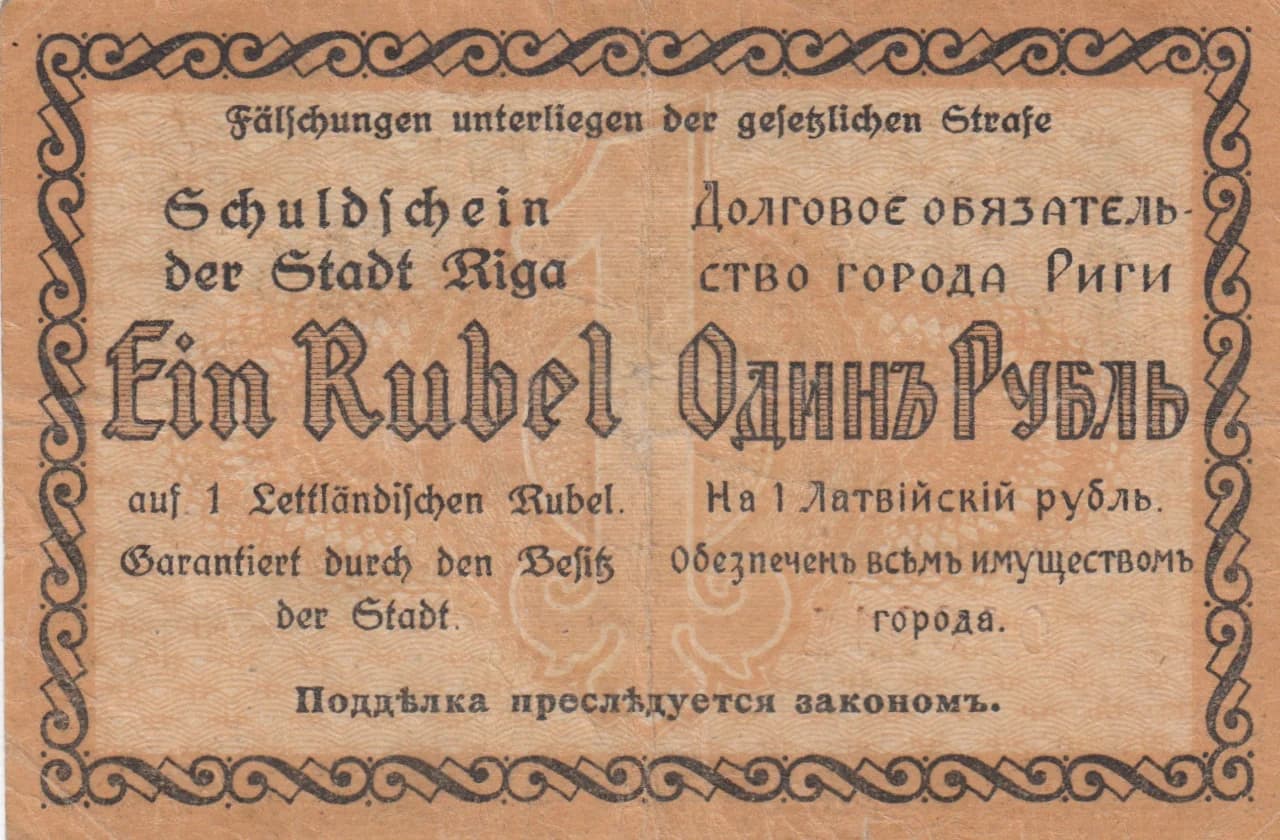 Fälschungen unterliegen der gesetzlichen Strafe
Schuldschein
der Stadt Riga
Ein Rubel
auf 1 Lettländischen Rubel.
Garantiert durch den Besitz
der Stadt.
Долговое обязатель-
ство города Риги
Одинъ Рубль
На 1 Латвійскій рубль.
Обезпеченъ всѣмъ имуществомъ
города.
1
Поддѣлка преслѣдуется закономъ.